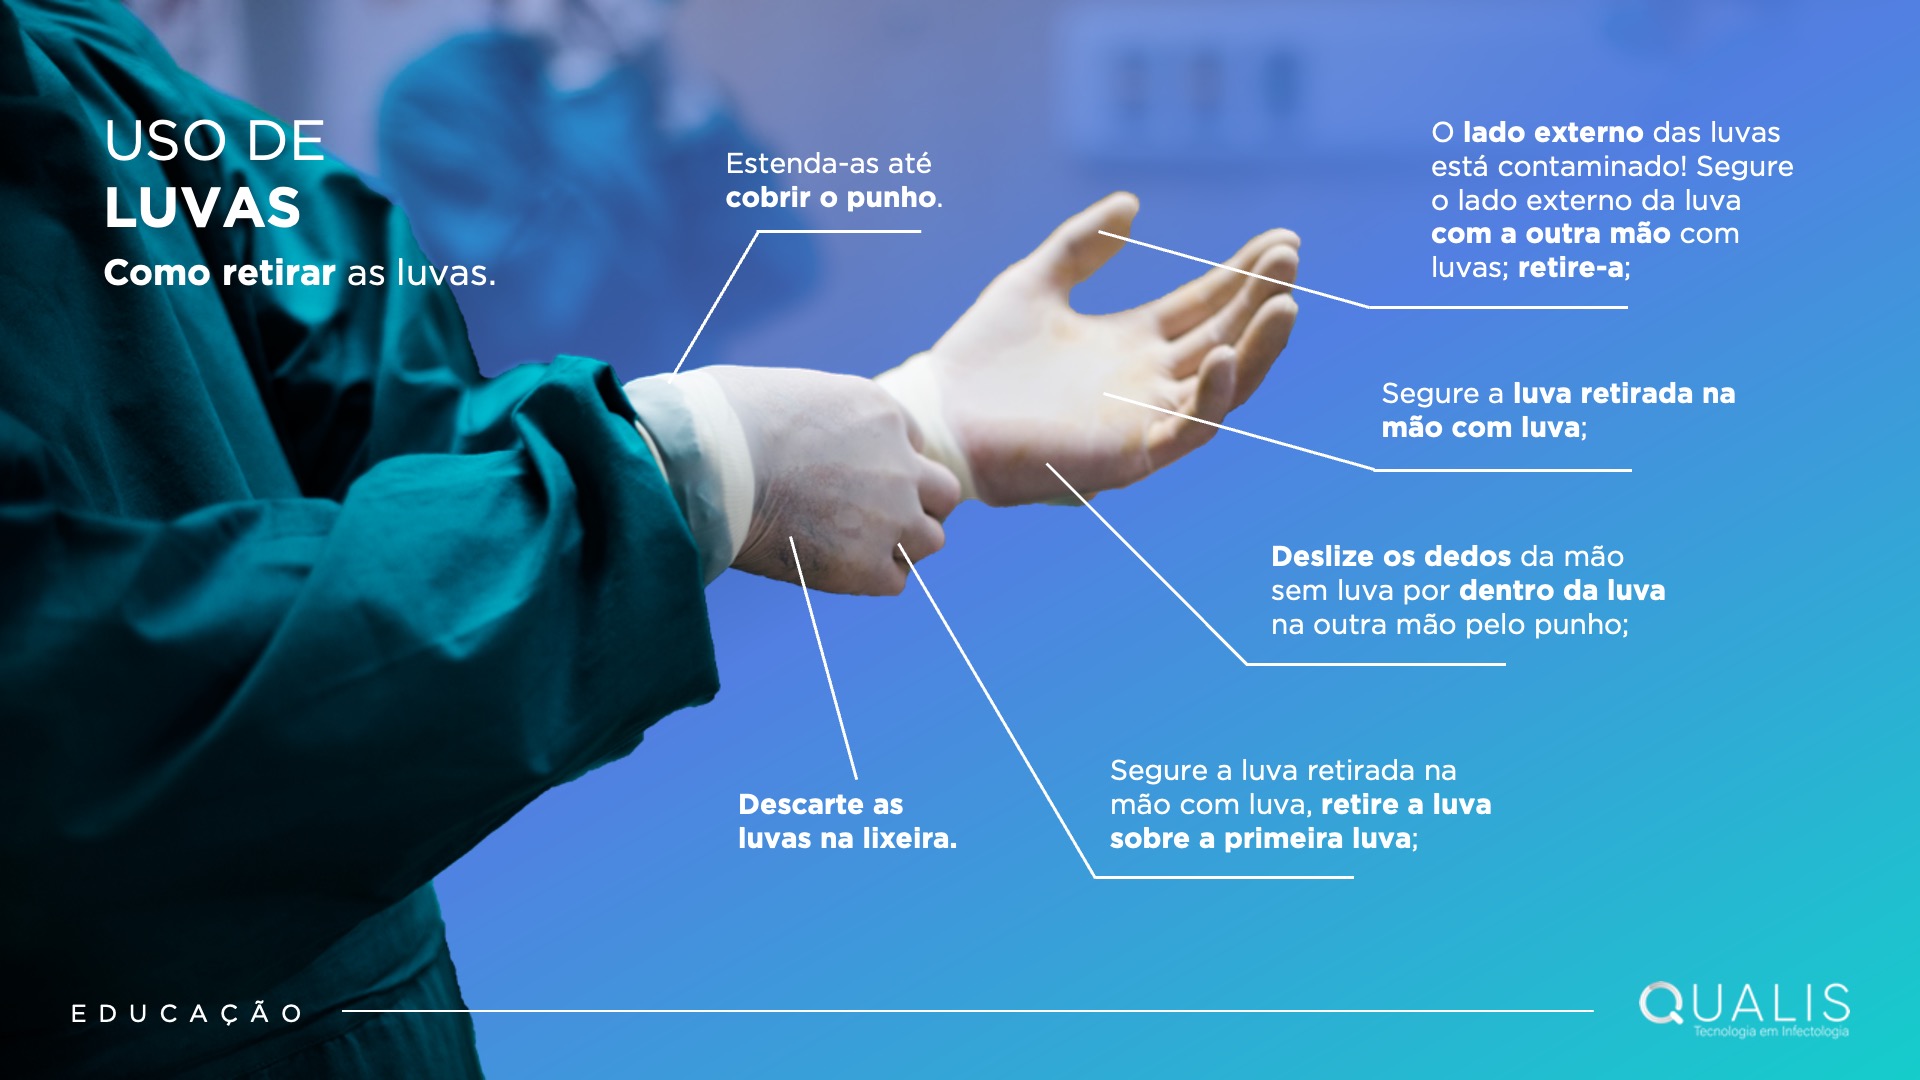 USO DE
LUVAS
Como retirar as luvas.
Estenda-as até
cobrir o punho.
O lado externo das luvas
está contaminado! Segure
o lado externo da luva
com a outra mão com
luvas; retire-a;
Segure a luva retirada na
mão com luva;
Deslize os dedos da mão
sem luva por dentro da luva
na outra mão pelo punho;
Segure a luva retirada na
mão com luva, retire a luva
sobre a primeira luva;
Descarte as
luvas na lixeira.
EDUCAÇÃO
QUALIS
Tecnologia em Infectologia